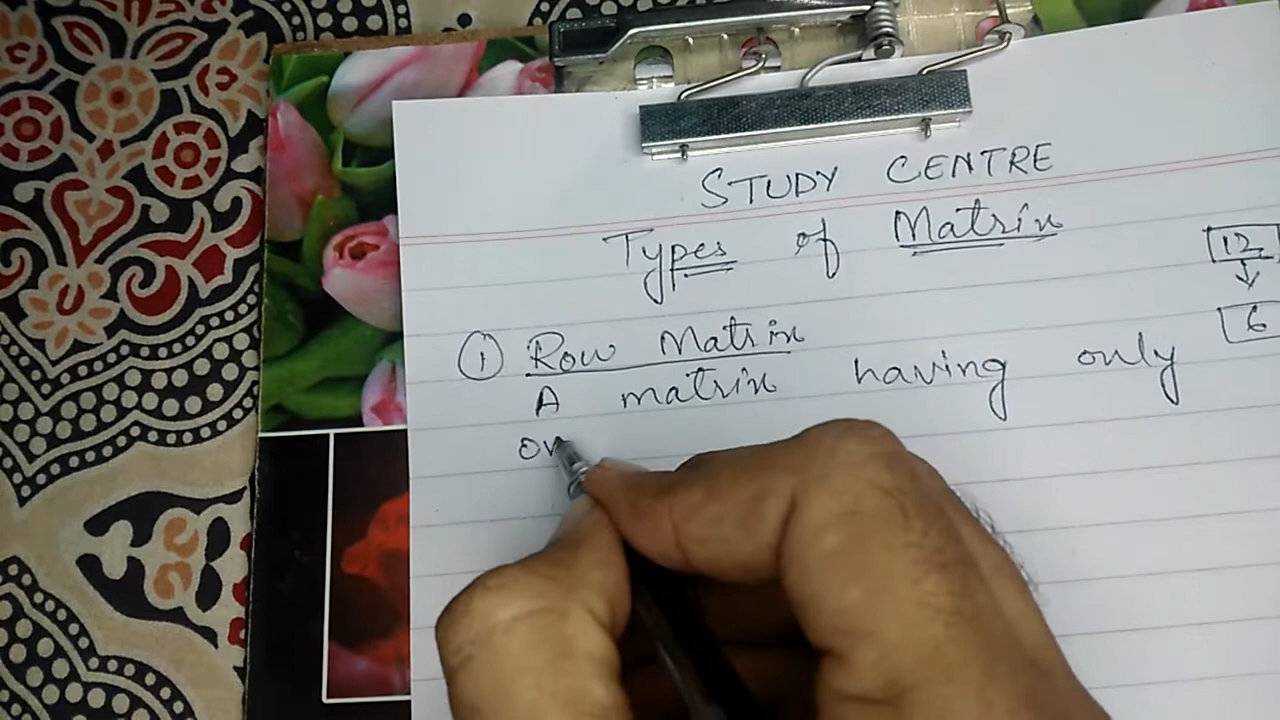 STUDY CENTRE
Types of Matrix
12
6
① Row Matrix
A matrix having only